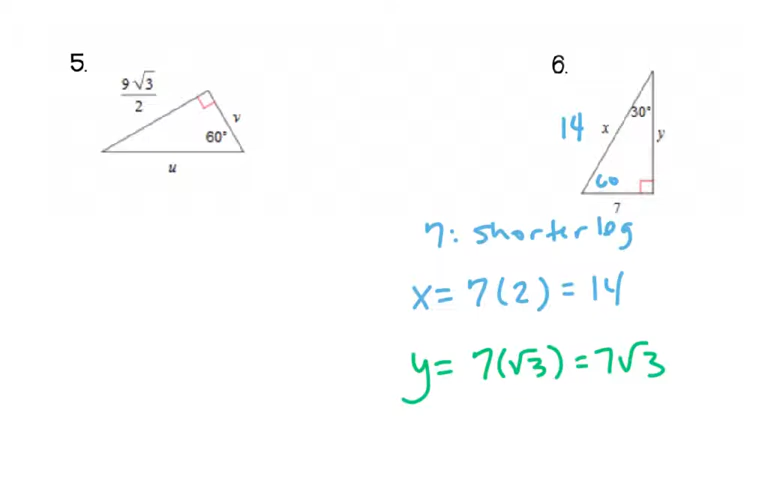 5.
9√3
2
v
60°
u
6.
30°
14 x
y
60
7
7: shorter leg
x= 7(2) = 14
y= 7(√3) = 7√3